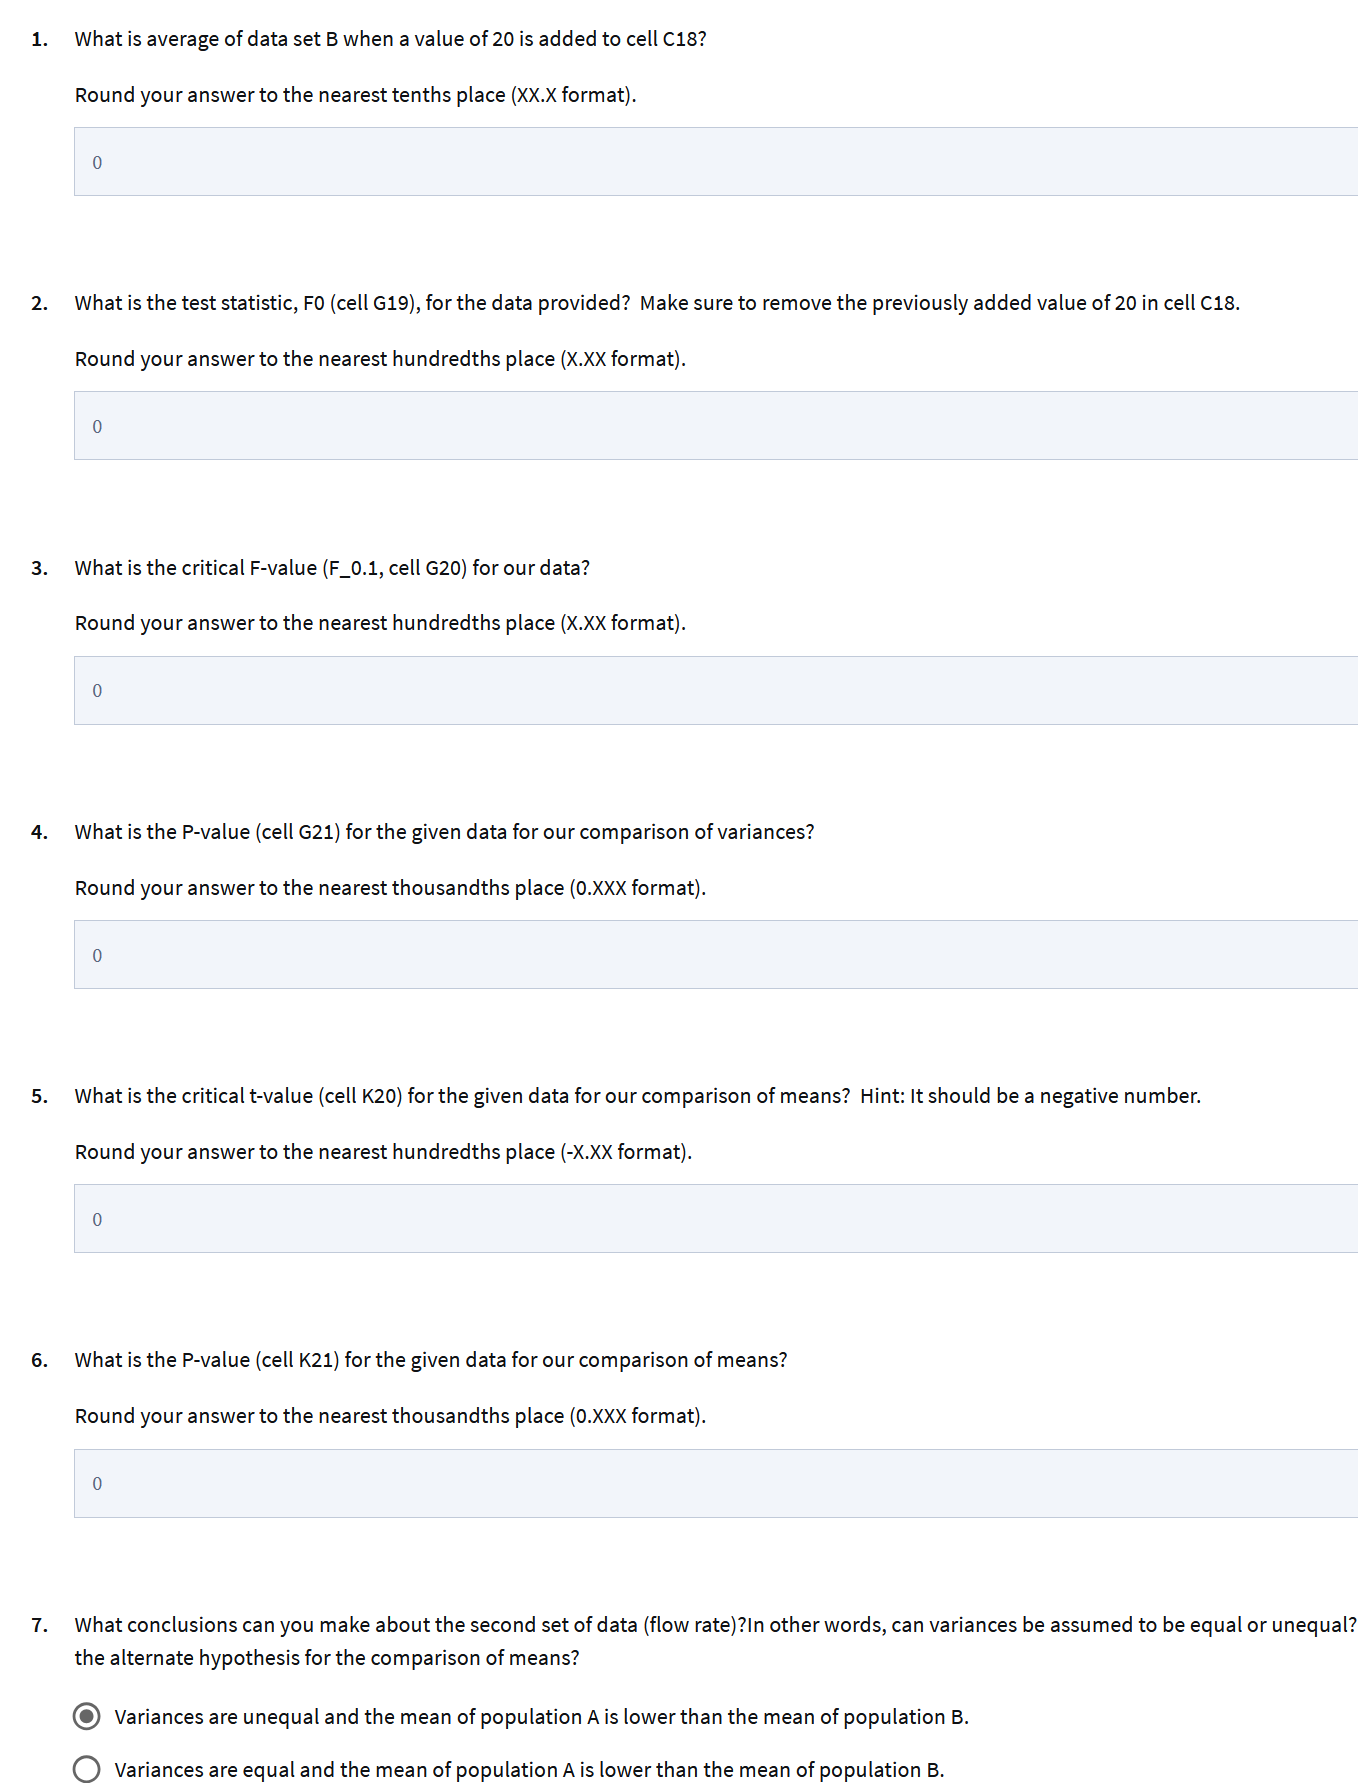 1. What is average of data set B when a value of 20 is added to cell C18?
Round your answer to the nearest tenths place (XX.X format).
0
2. What is the test statistic, F0 (cell G19), for the data provided? Make sure to remove the previously added value of 20 in cell C18.
Round your answer to the nearest hundredths place (X.XX format).
0
3. What is the critical F-value (F_0.1, cell G20) for our data?
Round your answer to the nearest hundredths place (X.XX format).
0
4. What is the P-value (cell G21) for the given data for our comparison of variances?
Round your answer to the nearest thousandths place (0.XXX format).
0
5. What is the critical t-value (cell K20) for the given data for our comparison of means? Hint: It should be a negative number.
Round your answer to the nearest hundredths place (-X.XX format).
0
6. What is the P-value (cell K21) for the given data for our comparison of means?
Round your answer to the nearest thousandths place (0.XXX format).
0
7. What conclusions can you make about the second set of data (flow rate)?In other words, can variances be assumed to be equal or unequal?
the alternate hypothesis for the comparison of means?
Variances are unequal and the mean of population A is lower than the mean of population B.
Variances are equal and the mean of population A is lower than the mean of population B.